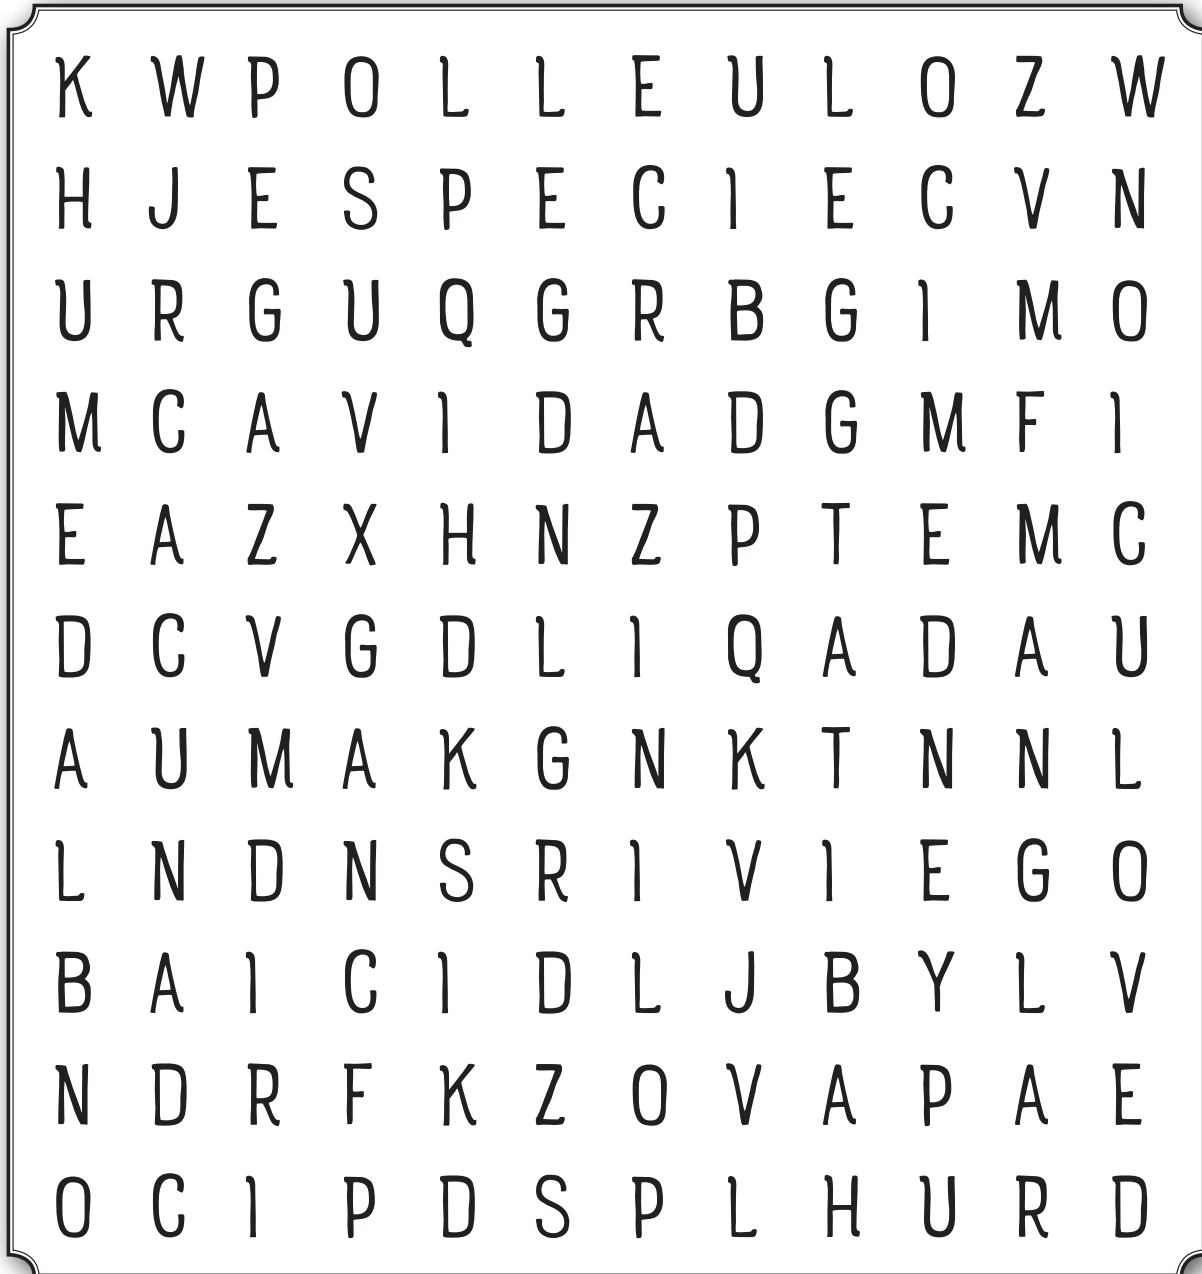 K W P O L L E U L O Z W
H J E S P E C I E C V N
U R G U Q G R B G I M O
M C A V I D A D G M F I
E A Z X H N Z P T E M C
D C V G D L I Q A D A U
A U M A K G N K T N N L
L N D N S R I V I E G O
B A I C I D L J B Y L V
N D R F K Z O V A P A E
O C I P D S P L H U R D